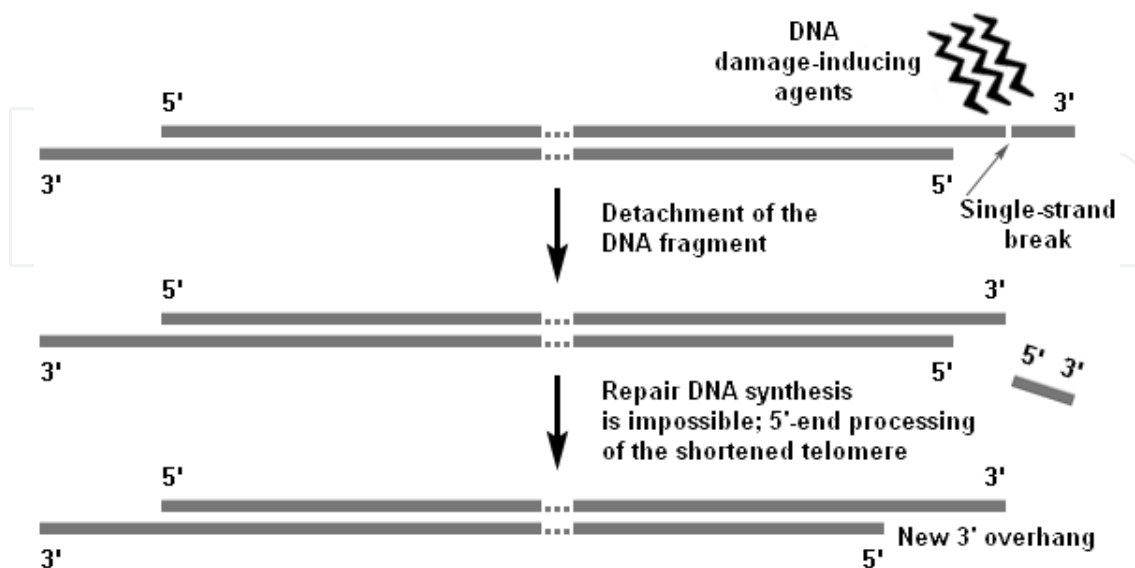 DNA
damage-inducing
agents
5'
3'
3'
5'
Single-strand
break
Detachment of the
DNA fragment
5'
3'
3'
5'
5' 3'
Repair DNA synthesis
is impossible; 5'-end processing
of the shortened telomere
5'
3'
3'
5'
New 3' overhang